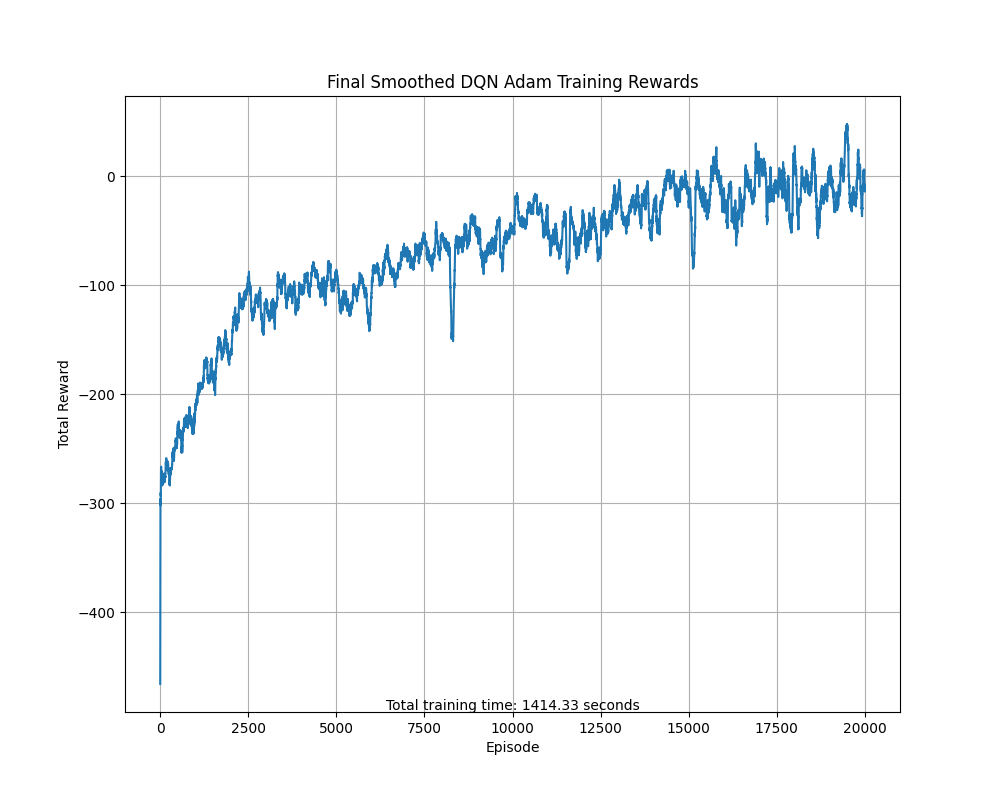 Final Smoothed DQN Adam Training Rewards
0
−100
−200
−300
−400
Total Reward
Total training time: 1414.33 seconds
0 2500 5000 7500 10000 12500 15000 17500 20000
Episode